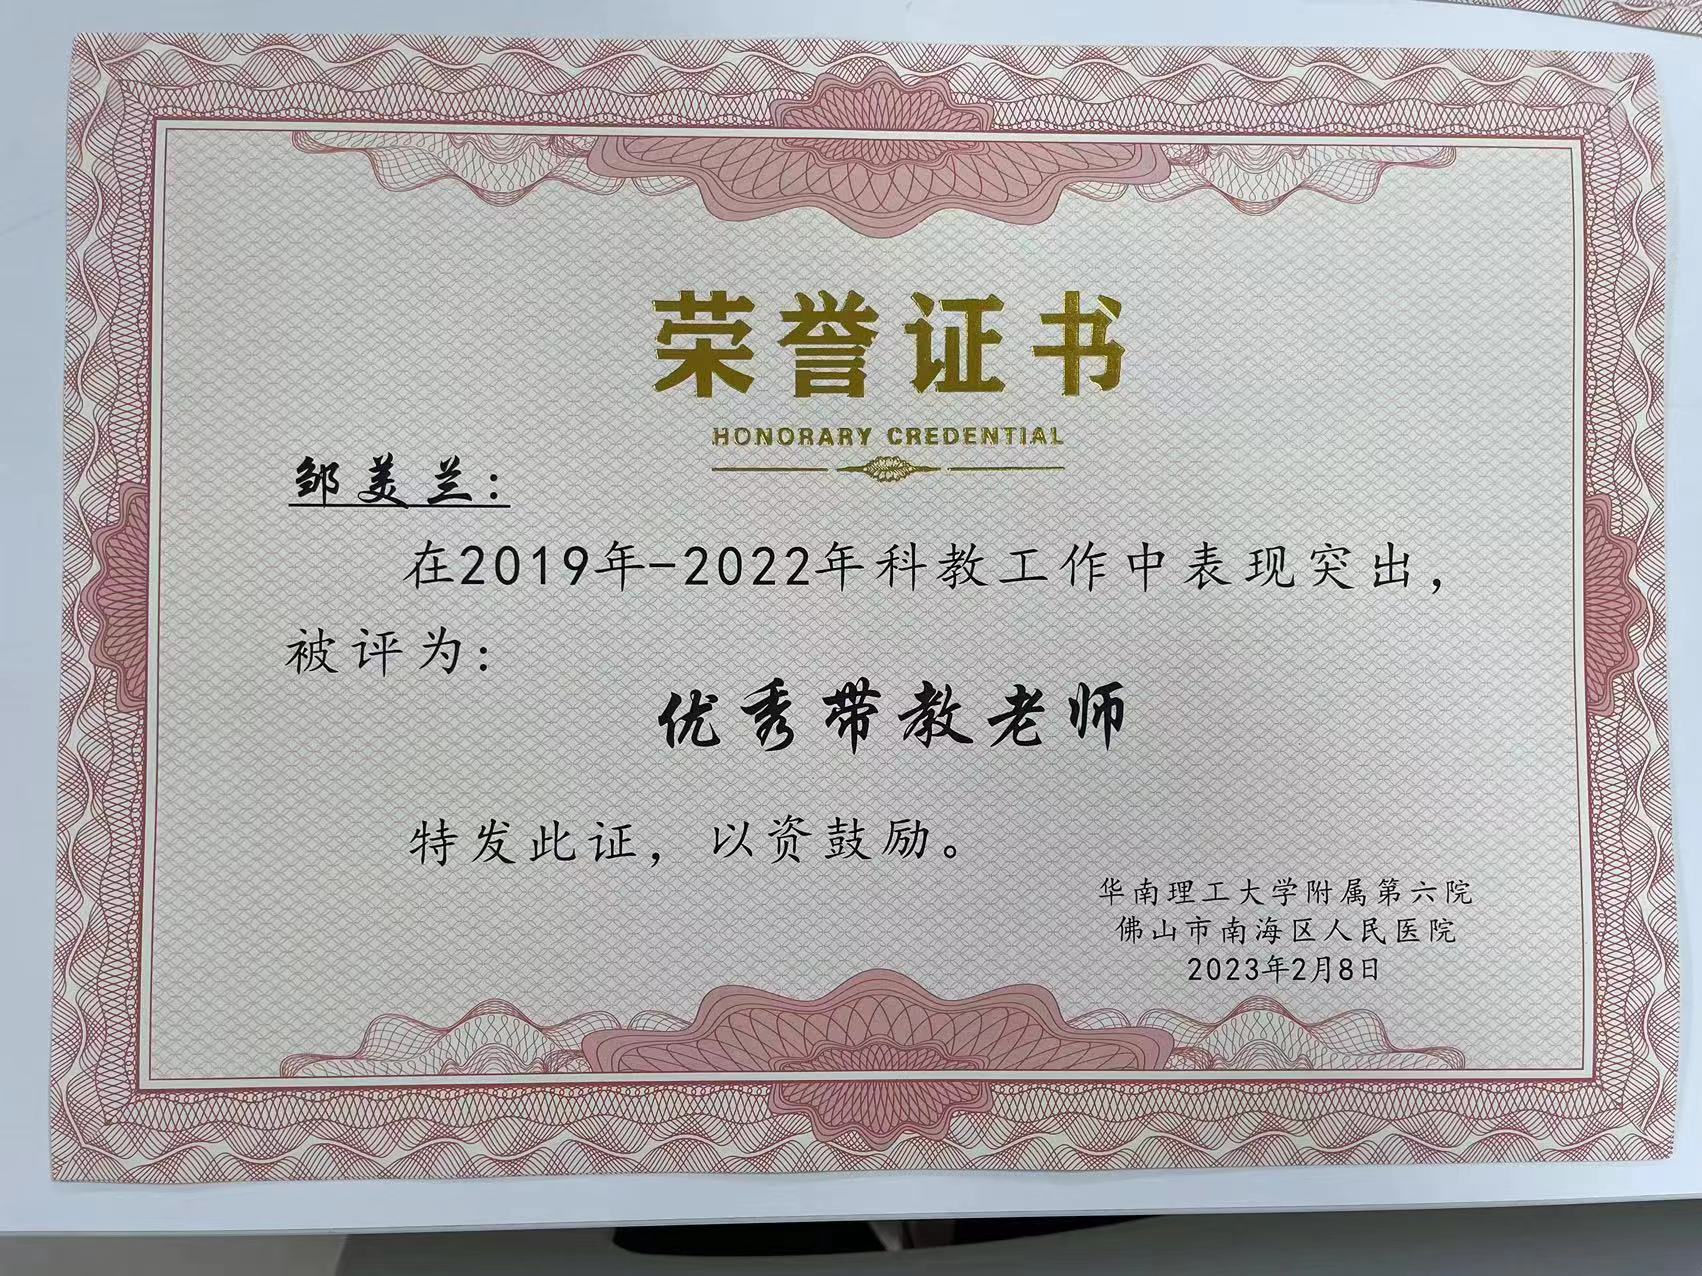 荣誉证书
HONORARY CREDENTIAL
邹美兰：
在2019年-2022年科教工作中表现突出，
被评为：
优秀带教老师
特发此证，以资鼓励。
华南理工大学附属第六院
佛山市南海区人民医院
2023年2月8日